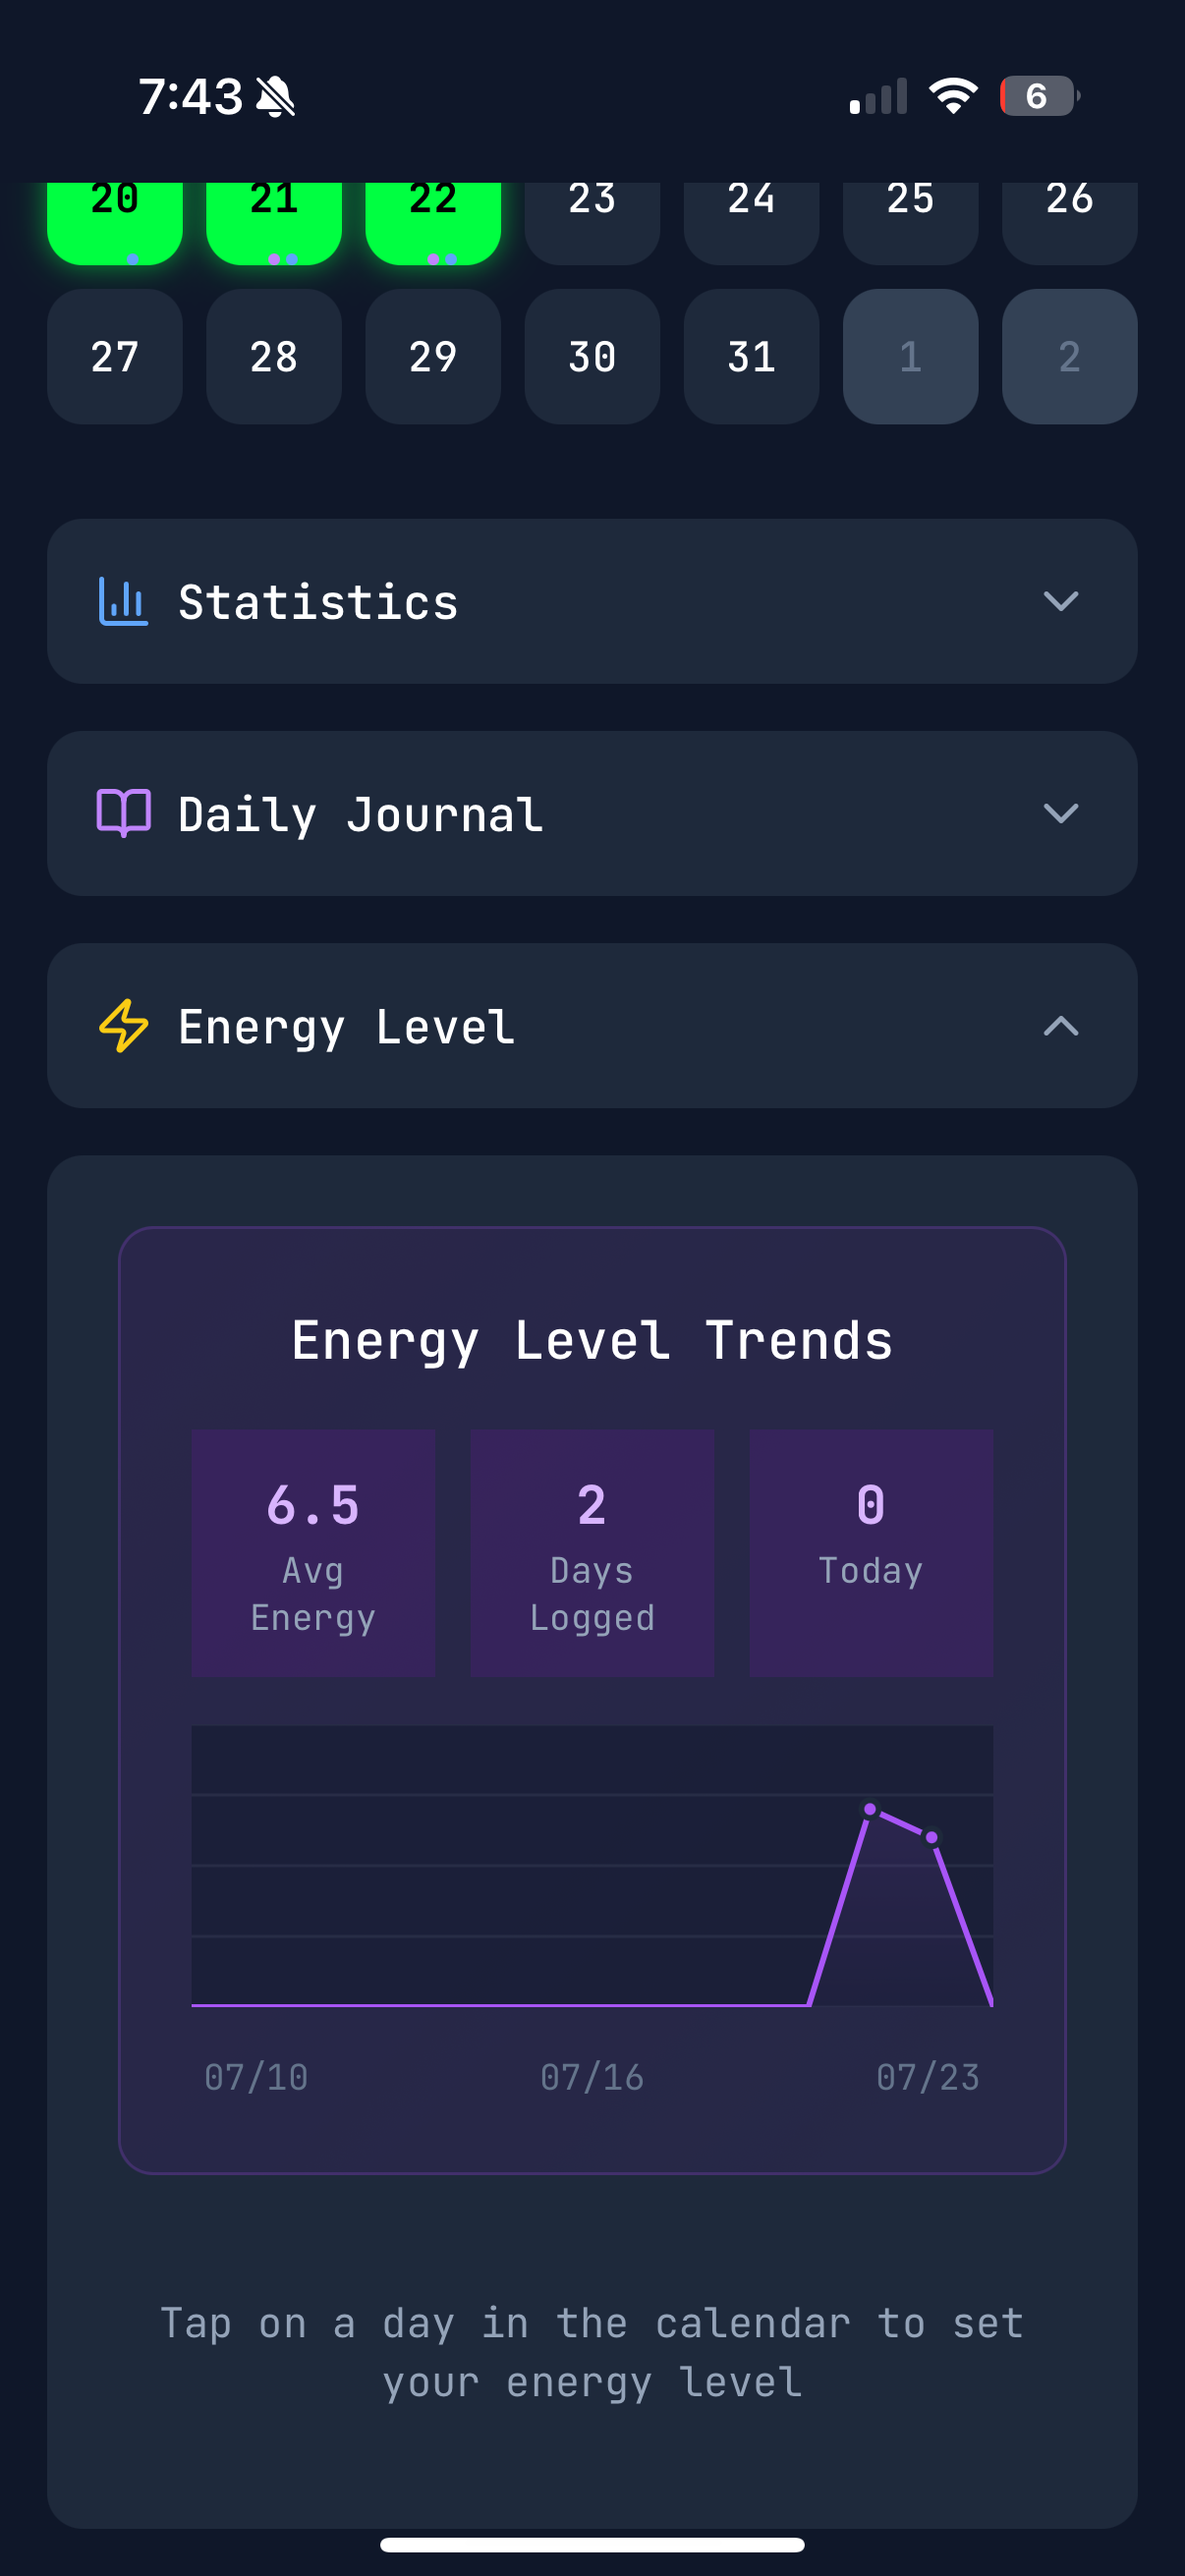 7:43 6
20 21 22 23 24 25 26
27 28 29 30 31 1 2
Statistics
Daily Journal
Energy Level
Energy Level Trends
6.5 2 0
Avg Days Today
Energy Logged
07/10 07/16 07/23
Tap on a day in the calendar to set
your energy level